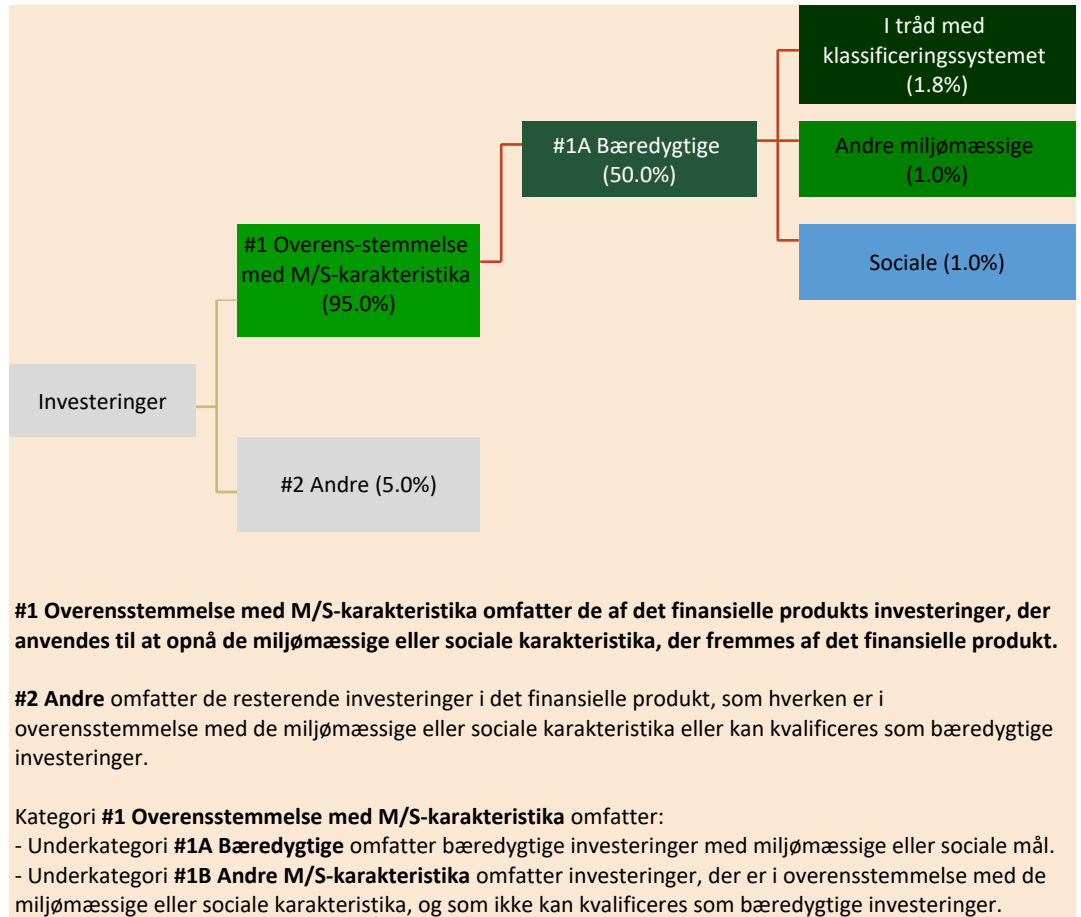 I tråd med
klassificeringssystemet
(1.8%)
#1A Bæredygtige
(50.0%)
Andre miljømæssige
(1.0%)
#1 Overens-stemmelse
med M/S-karakteristika
(95.0%)
Sociale (1.0%)
Investeringer
#2 Andre (5.0%)
#1 Overensstemmelse med M/S-karakteristika omfatter de af det finansielle produkts investeringer, der
anvendes til at opnå de miljømæssige eller sociale karakteristika, der fremmes af det finansielle produkt.
#2 Andre omfatter de resterende investeringer i det finansielle produkt, som hverken er i
overensstemmelse med de miljømæssige eller sociale karakteristika eller kan kvalificeres som bæredygtige
investeringer.
Kategori #1 Overensstemmelse med M/S-karakteristika omfatter:
- Underkategori #1A Bæredygtige omfatter bæredygtige investeringer med miljømæssige eller sociale mål.
- Underkategori #1B Andre M/S-karakteristika omfatter investeringer, der er i overensstemmelse med de
miljømæssige eller sociale karakteristika, og som ikke kan kvalificeres som bæredygtige investeringer.